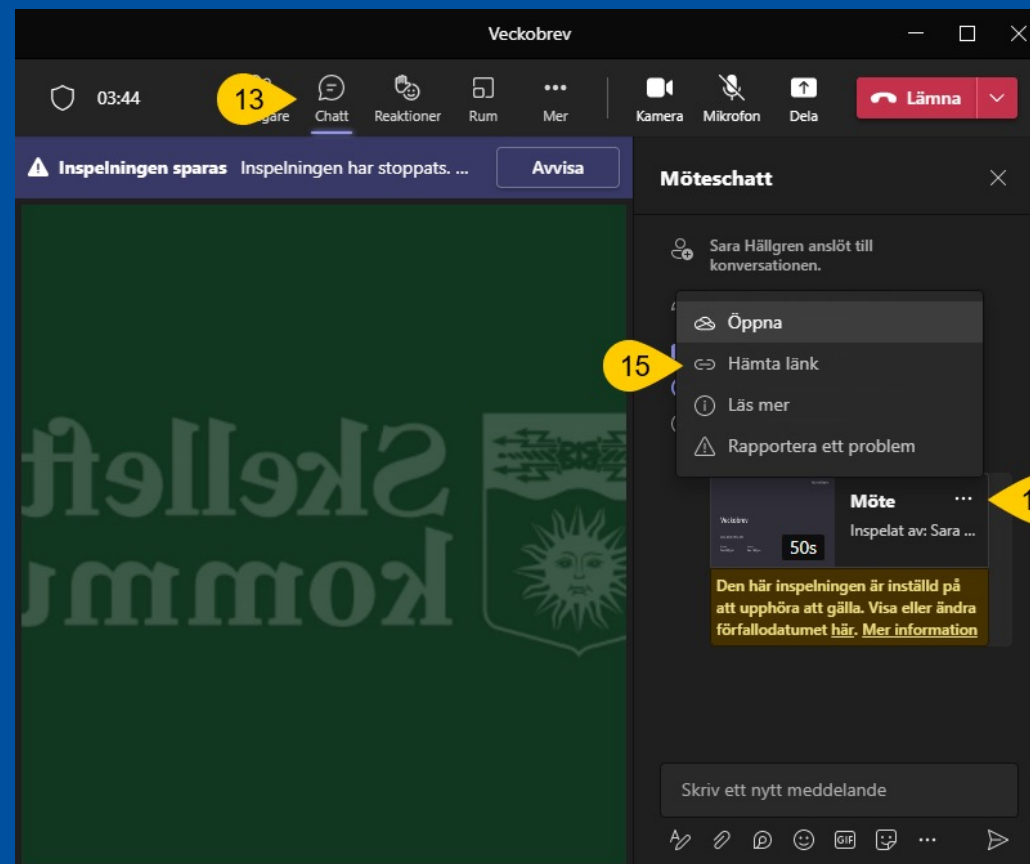 Veckobrev
03:44
13
Chatt
Reaktioner
Rum
Mer
Kamera
Mikrofon
Dela
Lämna
Inspelningen sparas Inspelningen har stoppats. ...
Avvisa
Möteschatt
Sara Hällgren anslöt till
konversationen.
Öppna
15
Hämta länk
Läs mer
Rapportera ett problem
Skelleft
kommu
Veckobrev
50s
Möte
Inspelat av: Sara ...
Den här inspelningen är inställd på
att upphöra att gälla. Visa eller ändra
förfallodatumet här. Mer information
Skriv ett nytt meddelande
GIF